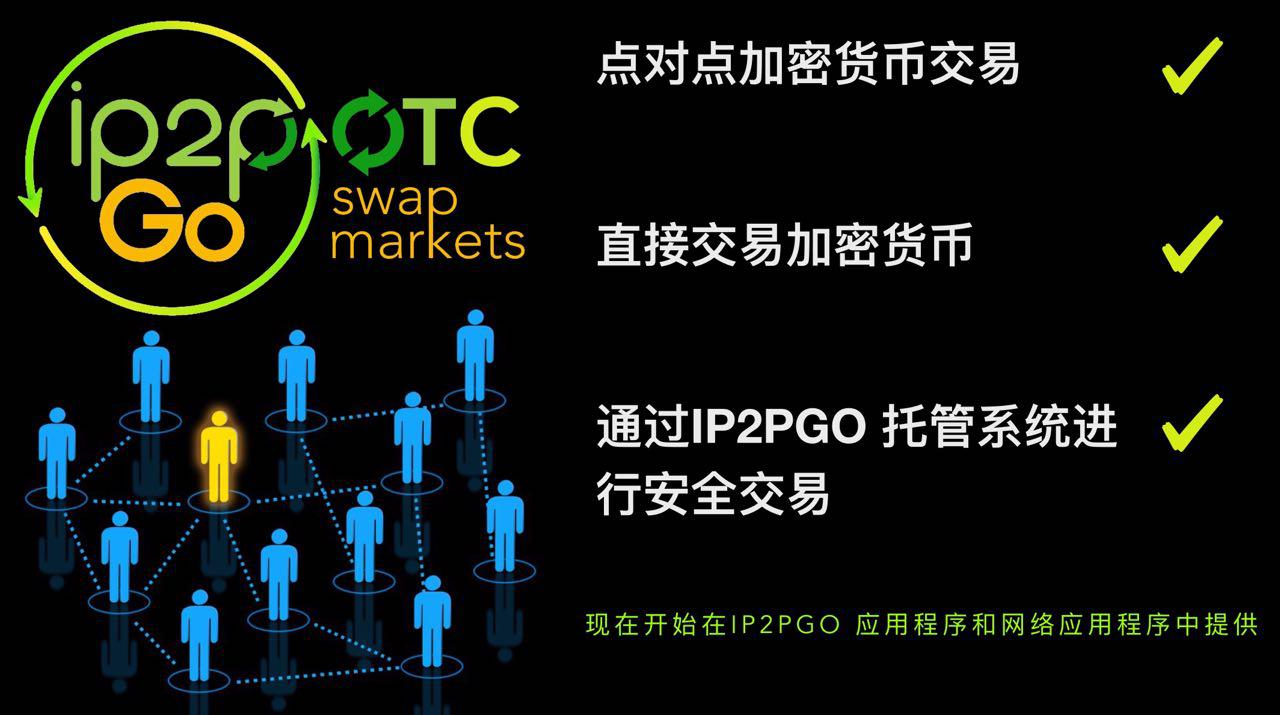 ip2p OTC
Go swap
markets
点对点加密货币交易
直接交易加密货币
通过IP2PGO 托管系统进
行安全交易
现在开始在IP2PGO 应用程序和网络应用程序中提供